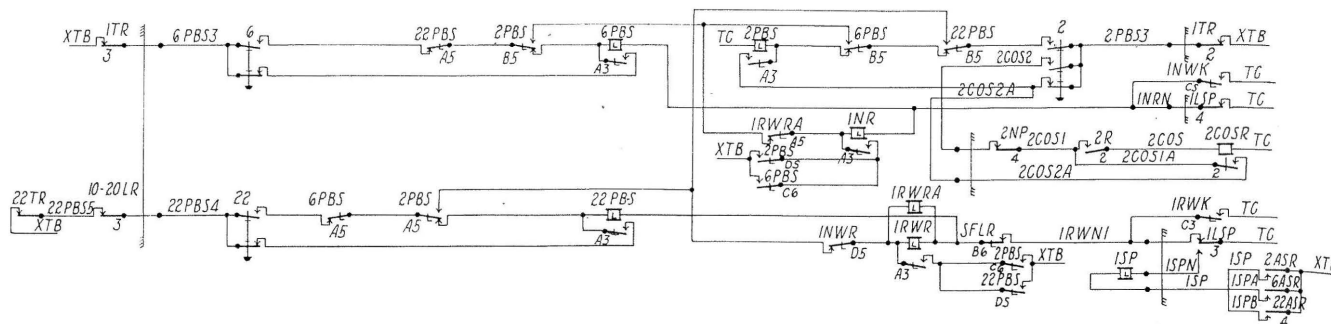 XTB 1TR 3 6PBS3 6 22PBS A5 2PBS B5 6PBS A3 TC 2PBS A3 6PBS B5 22PBS B5 2 2PBS3 1TR 2 XTB
2COS2
2COS2A
1NWK C5 TC
1NRN 1LSP 4 TC
1RWRA A5 1NR A3
XTB 2PBS D5
6PBS C6
2NP 4 2COS1 2R 2 2COS 2COSR TC
2COS1A 2
2COS2A
22TR 22PBS5 10-20LR 3 22PBS4 22 6PBS A5 2PBS A5 22PBS A3
XTB
1RWRA
1NWR D5 1RWR A3 SFLR B6 1RWN1 1RWK C3 TC
1LSP 3 TC
2PBS C6 XTB
22PBS D5
1SP 1SPN
1SP
1SP 2ASR XT
1SPA 6ASR
1SPB 22ASR 4